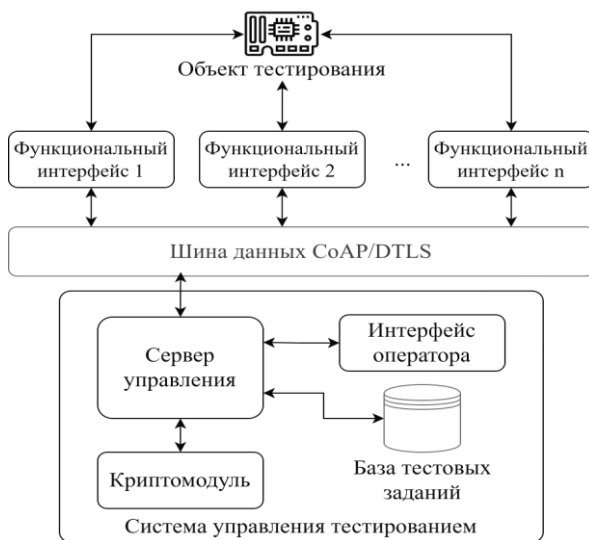 Объект тестирования
Функциональный
интерфейс 1
Функциональный
интерфейс 2
...
Функциональный
интерфейс n
Шина данных CoAP/DTLS
Сервер
управления
Интерфейс
оператора
База тестовых
заданий
Криптомодуль
Система управления тестированием